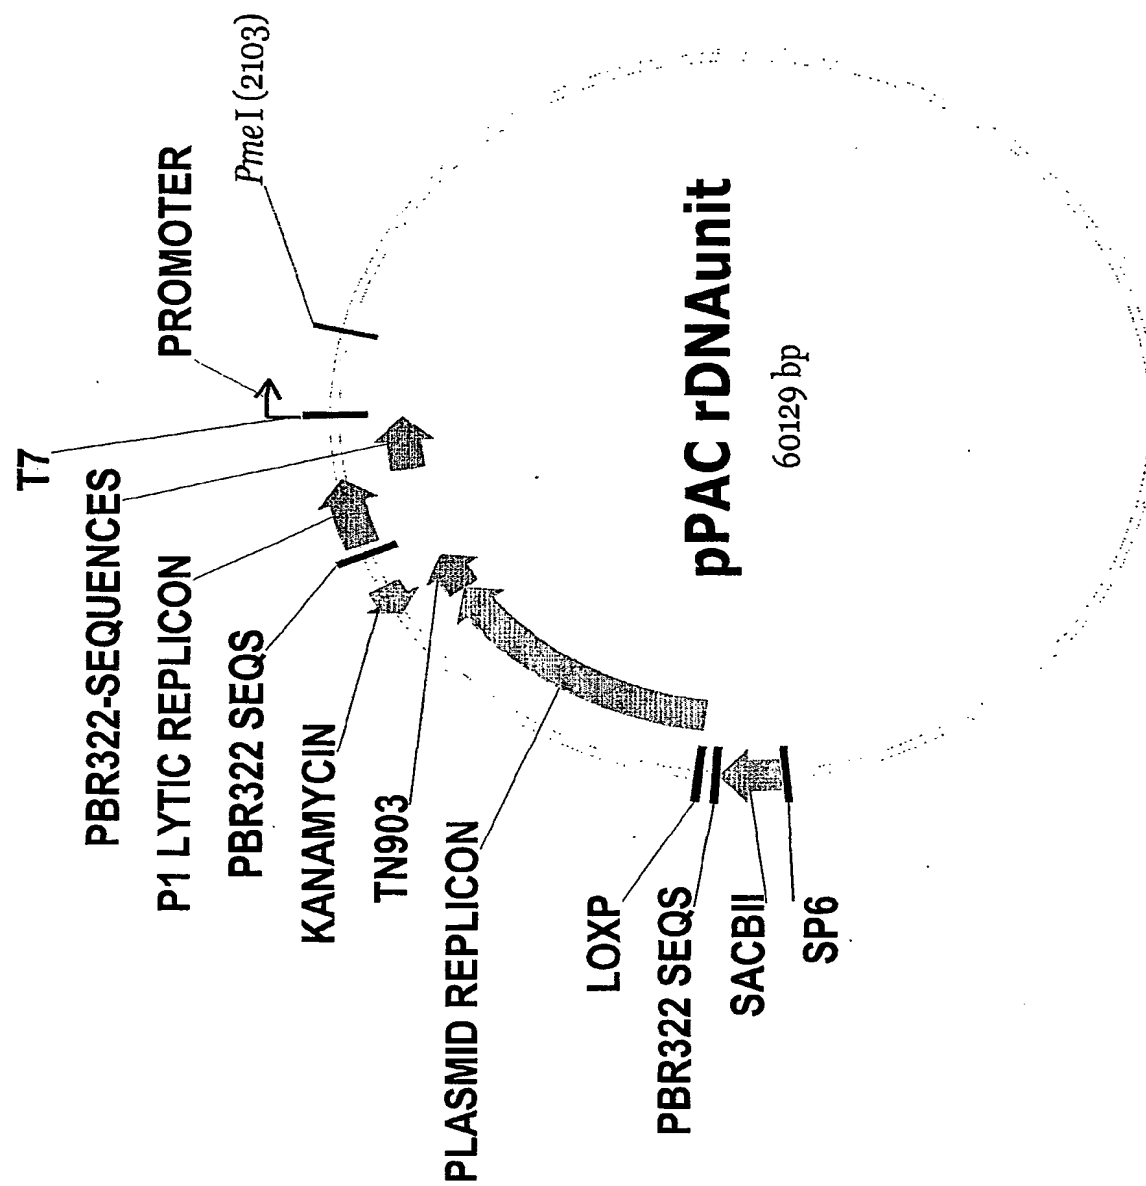 T7
PROMOTER
PmeI (2103)
PBR322-SEQUENCES
P1 LYTIC REPLICON
PBR322 SEQS
KANAMYCIN
TN903
PLASMID REPLICON
LOXP
PBR322 SEQS
SACBII
SP6
pPAC rDNAunit
60129 bp